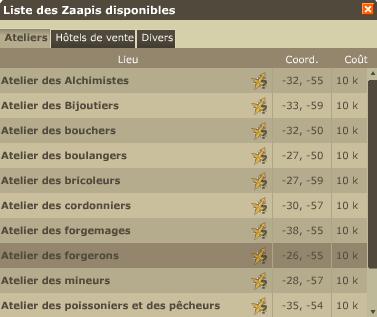 Liste des Zaapis disponibles
Ateliers Hôtels de vente Divers
Lieu Coord. Coût
Atelier des Alchimistes -32, -55 10 k
Atelier des Bijoutiers -33, -59 10 k
Atelier des bouchers -32, -50 10 k
Atelier des boulangers -27, -50 10 k
Atelier des bricoleurs -27, -59 10 k
Atelier des cordonniers -30, -57 10 k
Atelier des forgemages -38, -55 10 k
Atelier des forgerons -26, -55 10 k
Atelier des mineurs -28, -57 10 k
Atelier des poissoniers et des pêcheurs -35, -54 10 k